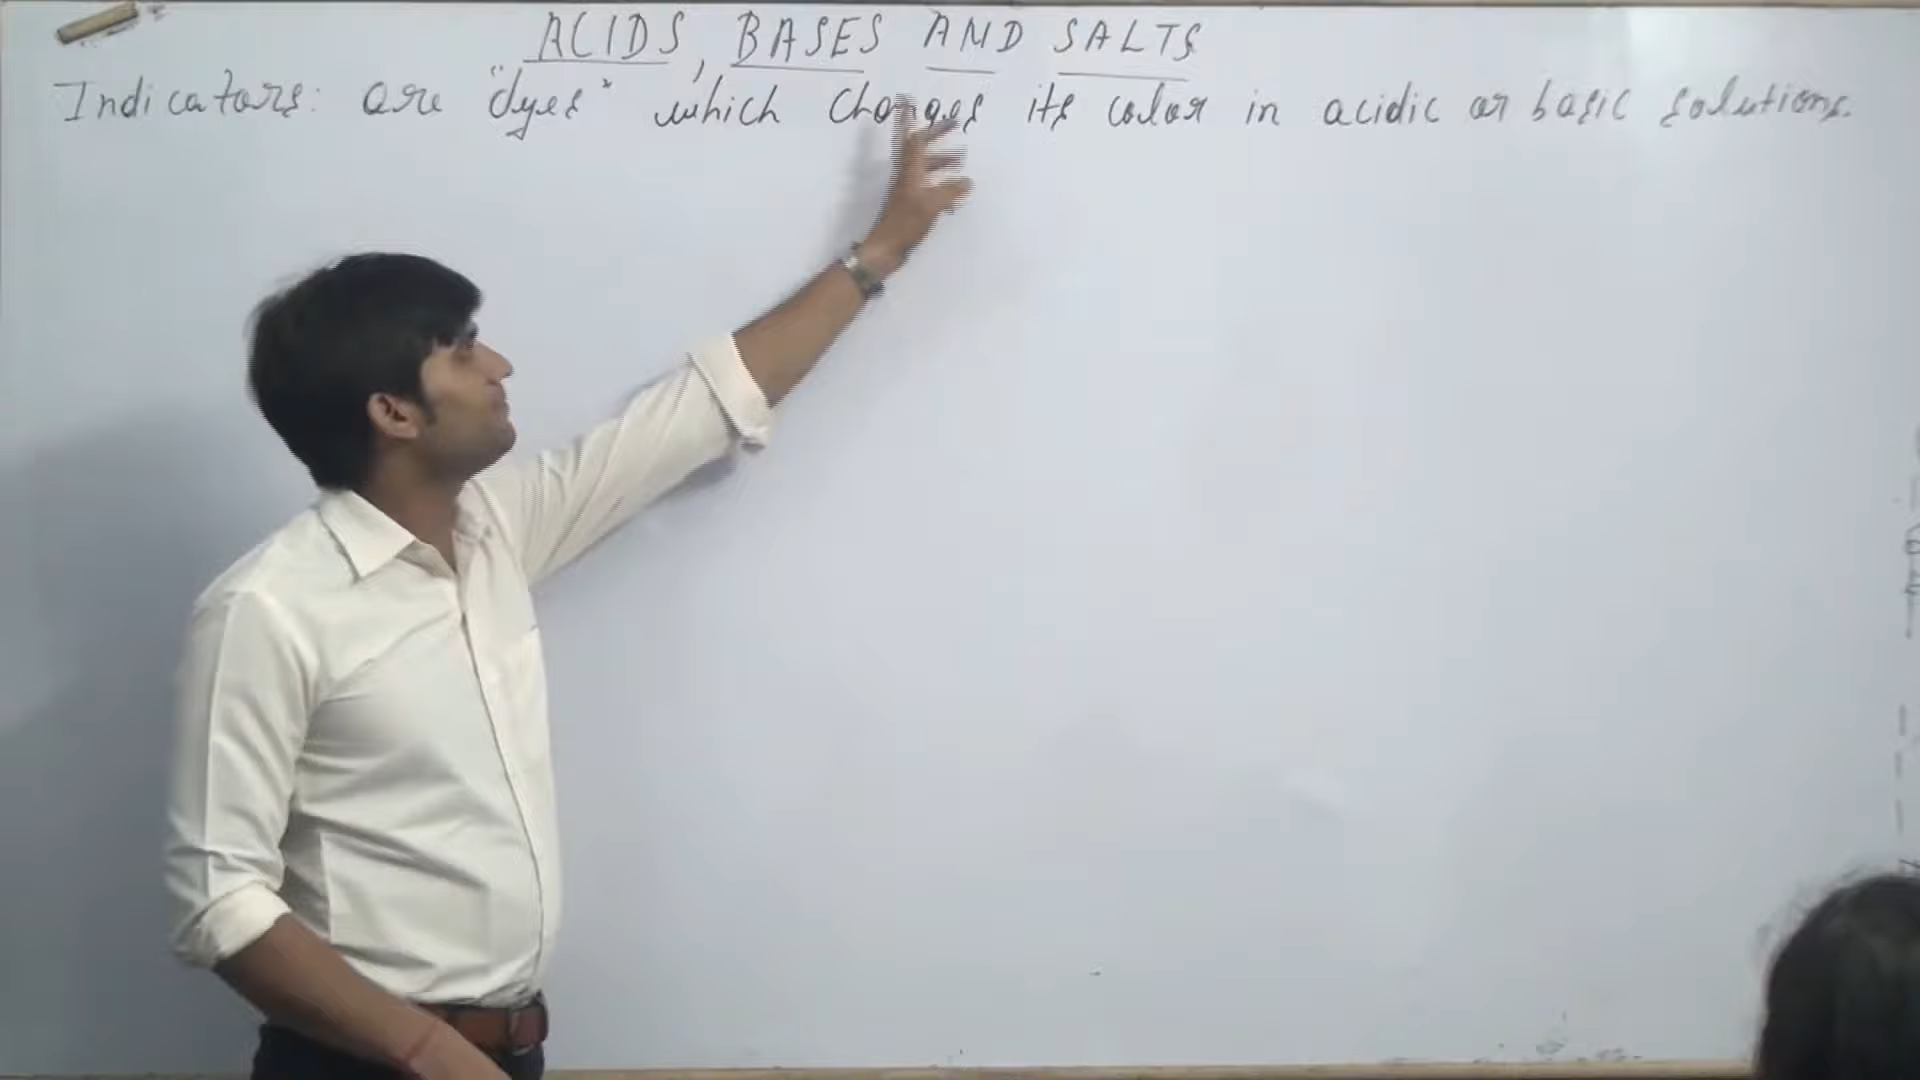 ACIDS, BASES AND SALTS
Indicators: are "dyes" which changes its color in acidic or basic solutions.